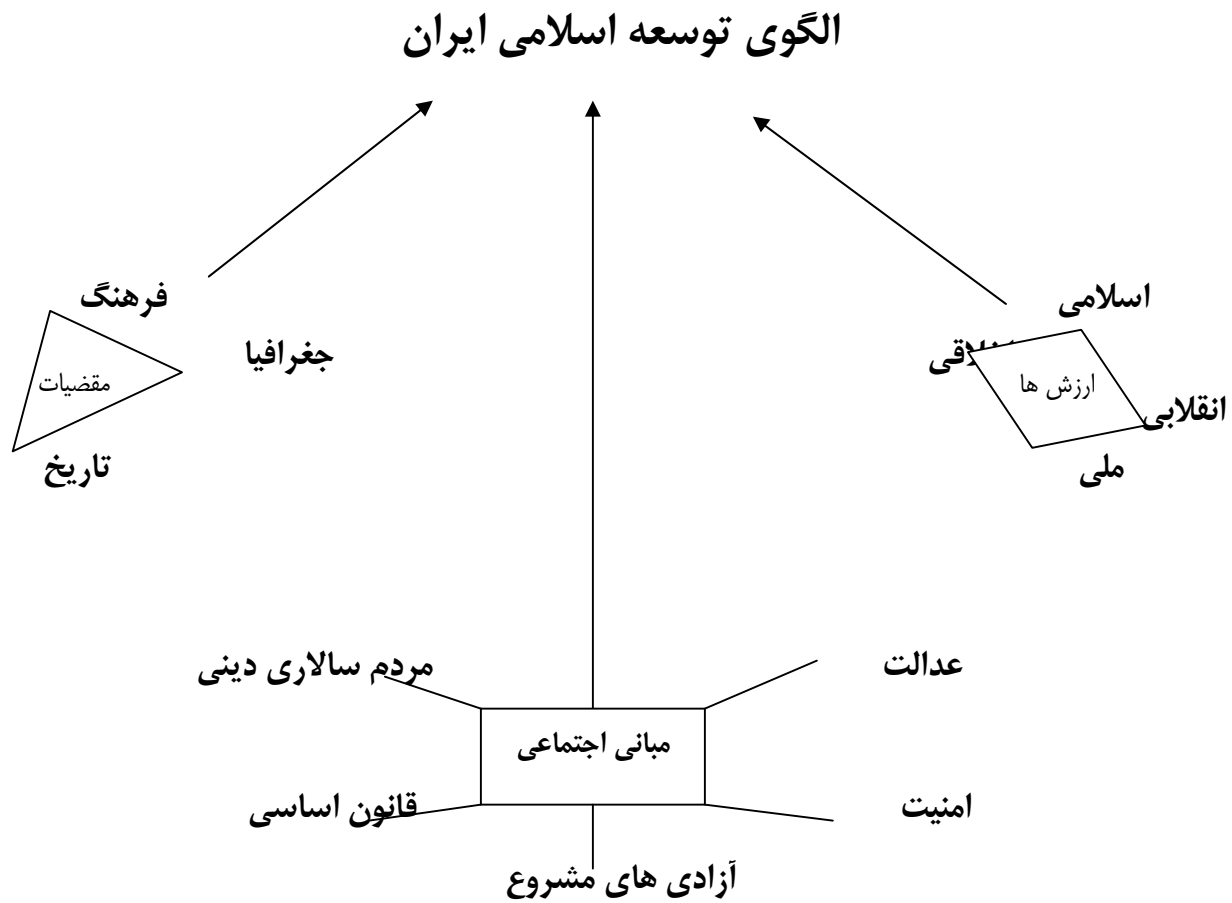 الگوی توسعه اسلامی ایران
اسلامی
ارزش ها
انقلابی
ملی
فرهنگ
جغرافیا
مقضیات
تاریخ
عدالت
مردم سالاری دینی
مبانی اجتماعی
امنیت
قانون اساسی
آزادی های مشروع